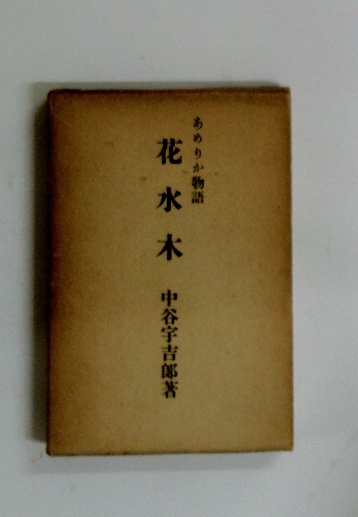 あめりか物語
花水木
中谷宇吉郎著